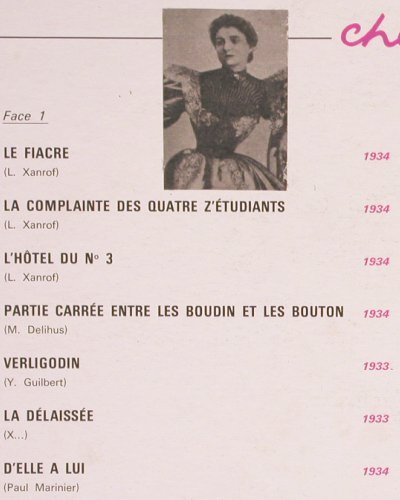 ch
Face 1
LE FIACRE 1934
(L. Xanrof)
LA COMPLAINTE DES QUATRE Z'ÉTUDIANTS 1934
(L. Xanrof)
L'HÔTEL DU Nº 3 1934
(L. Xanrof)
PARTIE CARRÉE ENTRE LES BOUDIN ET LES BOUTON 1934
(M. Delihus)
VERLIGODIN 1933
(Y. Guilbert)
LA DÉLAISSÉE 1933
(X...)
D'ELLE A LUI 1934
(Paul Marinier)